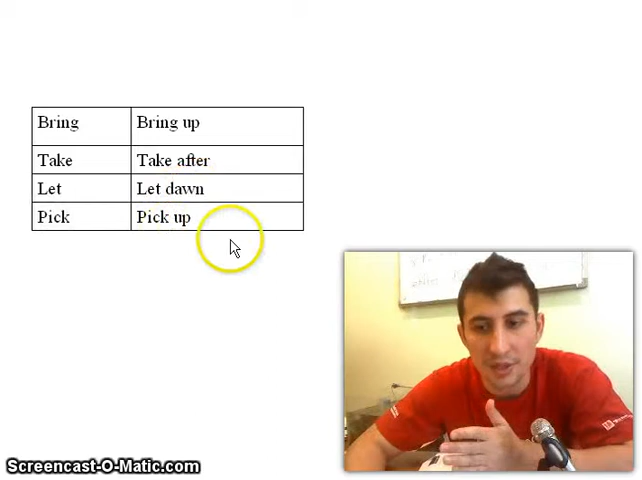 Bring Bring up
Take Take after
Let Let dawn
Pick Pick up
Screencast-O-Matic.com